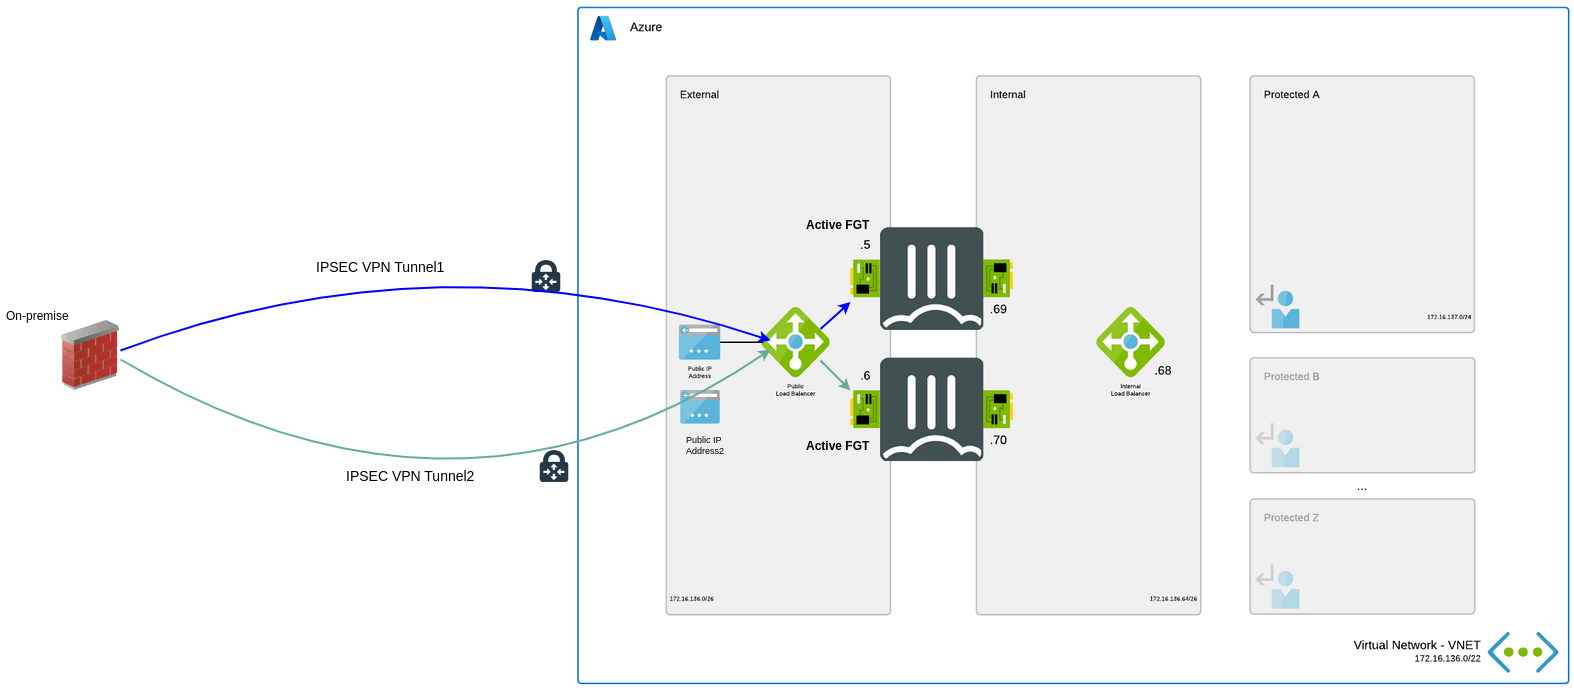 Azure
External
Internal
Protected A
Active FGT
.5
IPSEC VPN Tunnel1
.69
On-premise
172.16.137.0/24
Public IP
Address
.68
.6
Protected B
Public
Load Balancer
Internal
Load Balancer
Public IP
Address2
Active FGT
.70
IPSEC VPN Tunnel2
...
Protected Z
172.16.136.0/26
172.16.136.64/26
Virtual Network - VNET
172.16.136.0/22